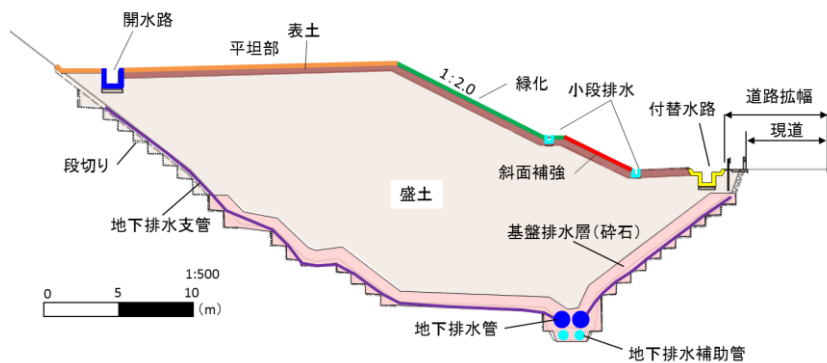 開水路
平坦部
表土
1:2.0
緑化
小段排水
付替水路
道路拡幅
現道
段切り
斜面補強
盛土
地下排水支管
基盤排水層(砕石)
1:500
0 5 10 (m)
地下排水管
地下排水補助管